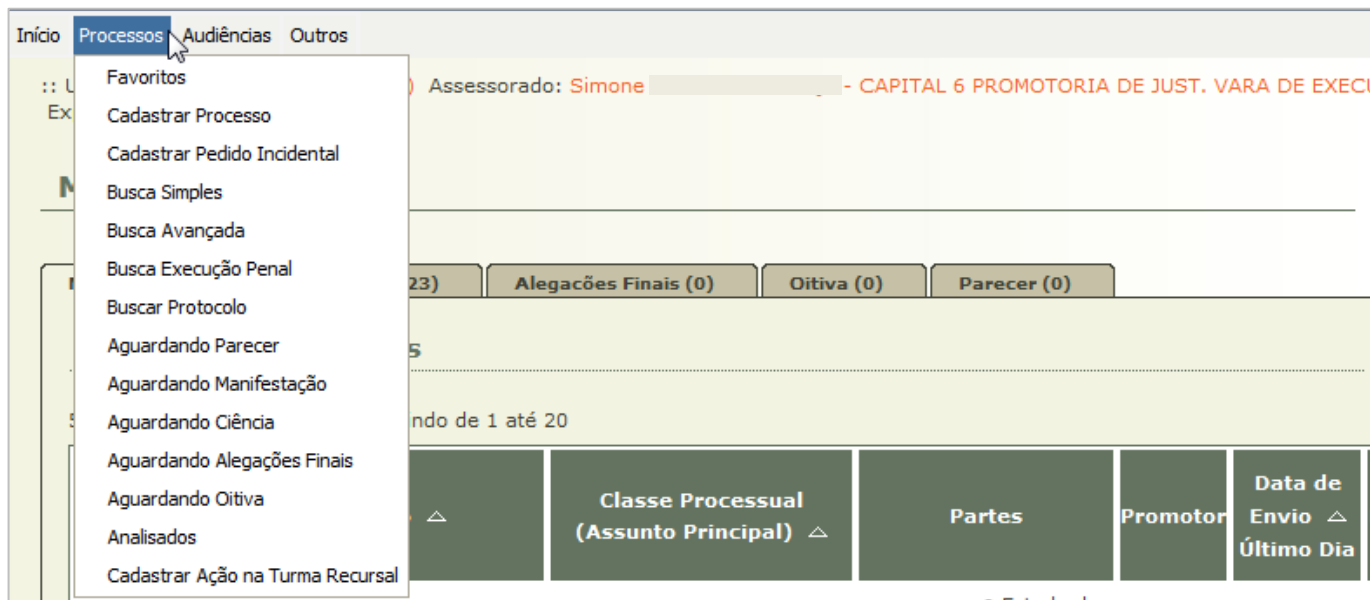 Início Processos Audiências Outros
Favoritos
:: U ) Assessorado: Simone - CAPITAL 6 PROMOTORIA DE JUST. VARA DE EXECU
Ex
Cadastrar Processo
Cadastrar Pedido Incidental
Busca Simples
Busca Avançada
Busca Execução Penal
23) Alegacões Finais (0) Oitiva (0) Parecer (0)
Buscar Protocolo
Aguardando Parecer
s
Aguardando Manifestação
Aguardando Ciência
ndo de 1 até 20
Aguardando Alegações Finais
Aguardando Oitiva
Analisados
Cadastrar Ação na Turma Recursal
Classe Processual
(Assunto Principal)
Partes
Promotor
Data de
Envio
Último Dia